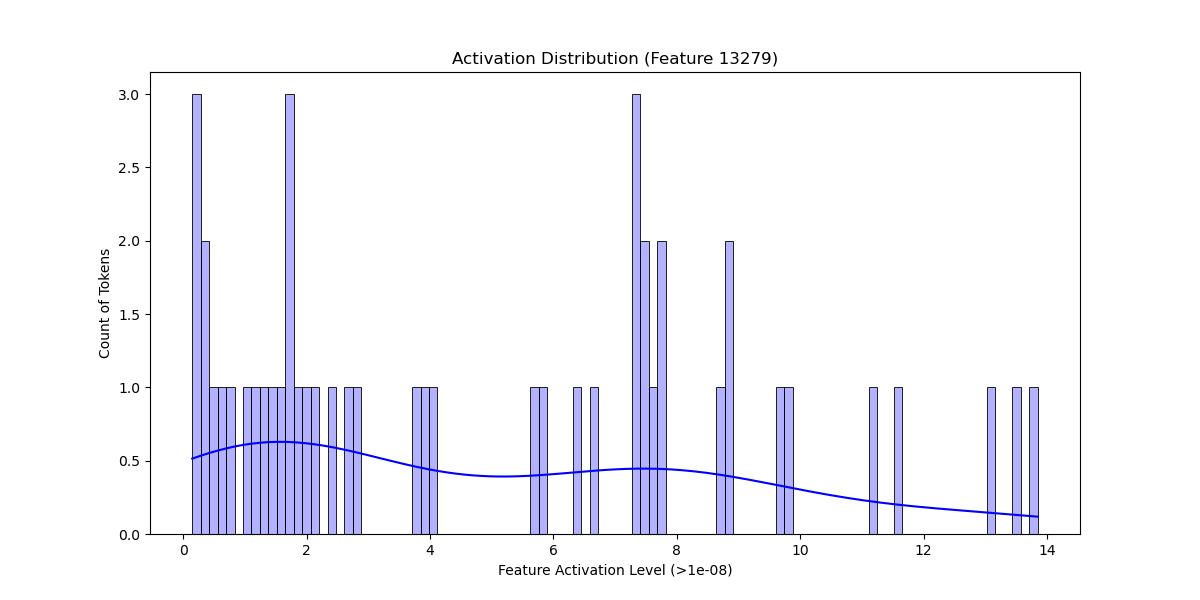 Activation Distribution (Feature 13279)
3.0
2.5
2.0
1.5
1.0
0.5
0.0
Count of Tokens
0 2 4 6 8 10 12 14
Feature Activation Level (>1e-08)